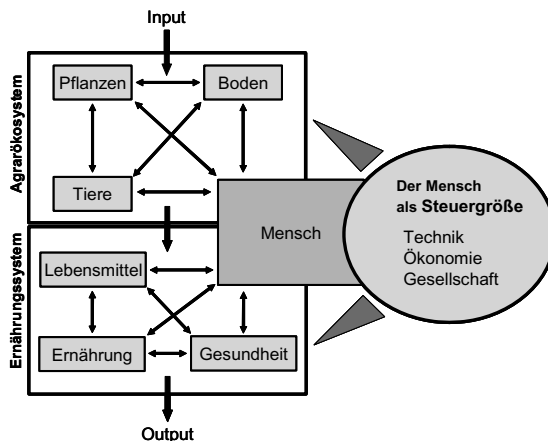 Input
Agrarökosystem
Pflanzen
Boden
Tiere
Mensch
Der Mensch
als Steuergröße
Technik
Ökonomie
Gesellschaft
Ernährungssystem
Lebensmittel
Ernährung
Gesundheit
Output